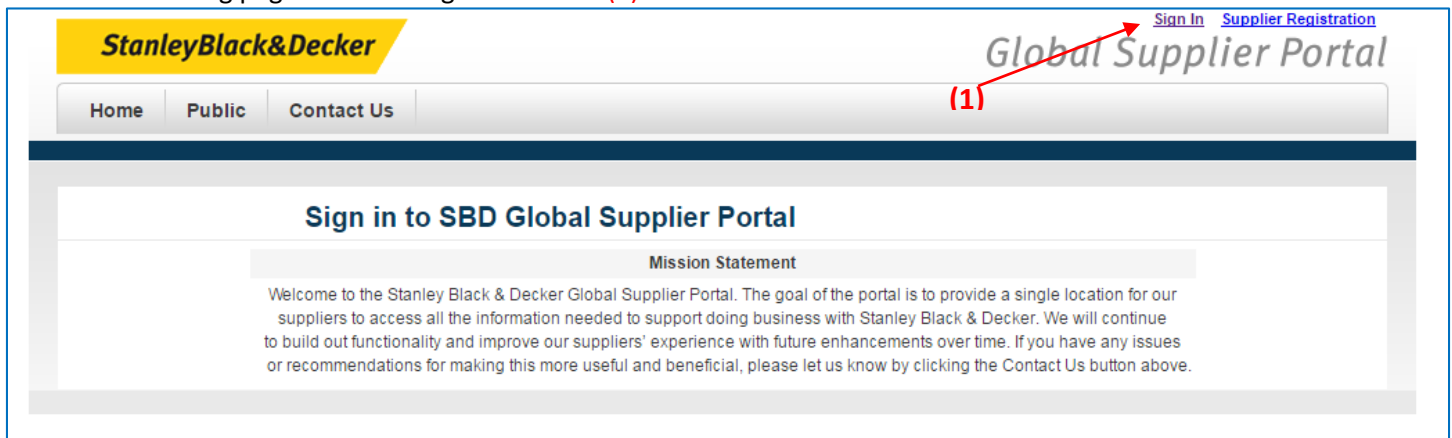 Sign In Supplier Registration
StanleyBlack&Decker
Global Supplier Portal
(1)
Home Public Contact Us
Sign in to SBD Global Supplier Portal
Mission Statement
Welcome to the Stanley Black & Decker Global Supplier Portal. The goal of the portal is to provide a single location for our
suppliers to access all the information needed to support doing business with Stanley Black & Decker. We will continue
to build out functionality and improve our suppliers' experience with future enhancements over time. If you have any issues
or recommendations for making this more useful and beneficial, please let us know by clicking the Contact Us button above.